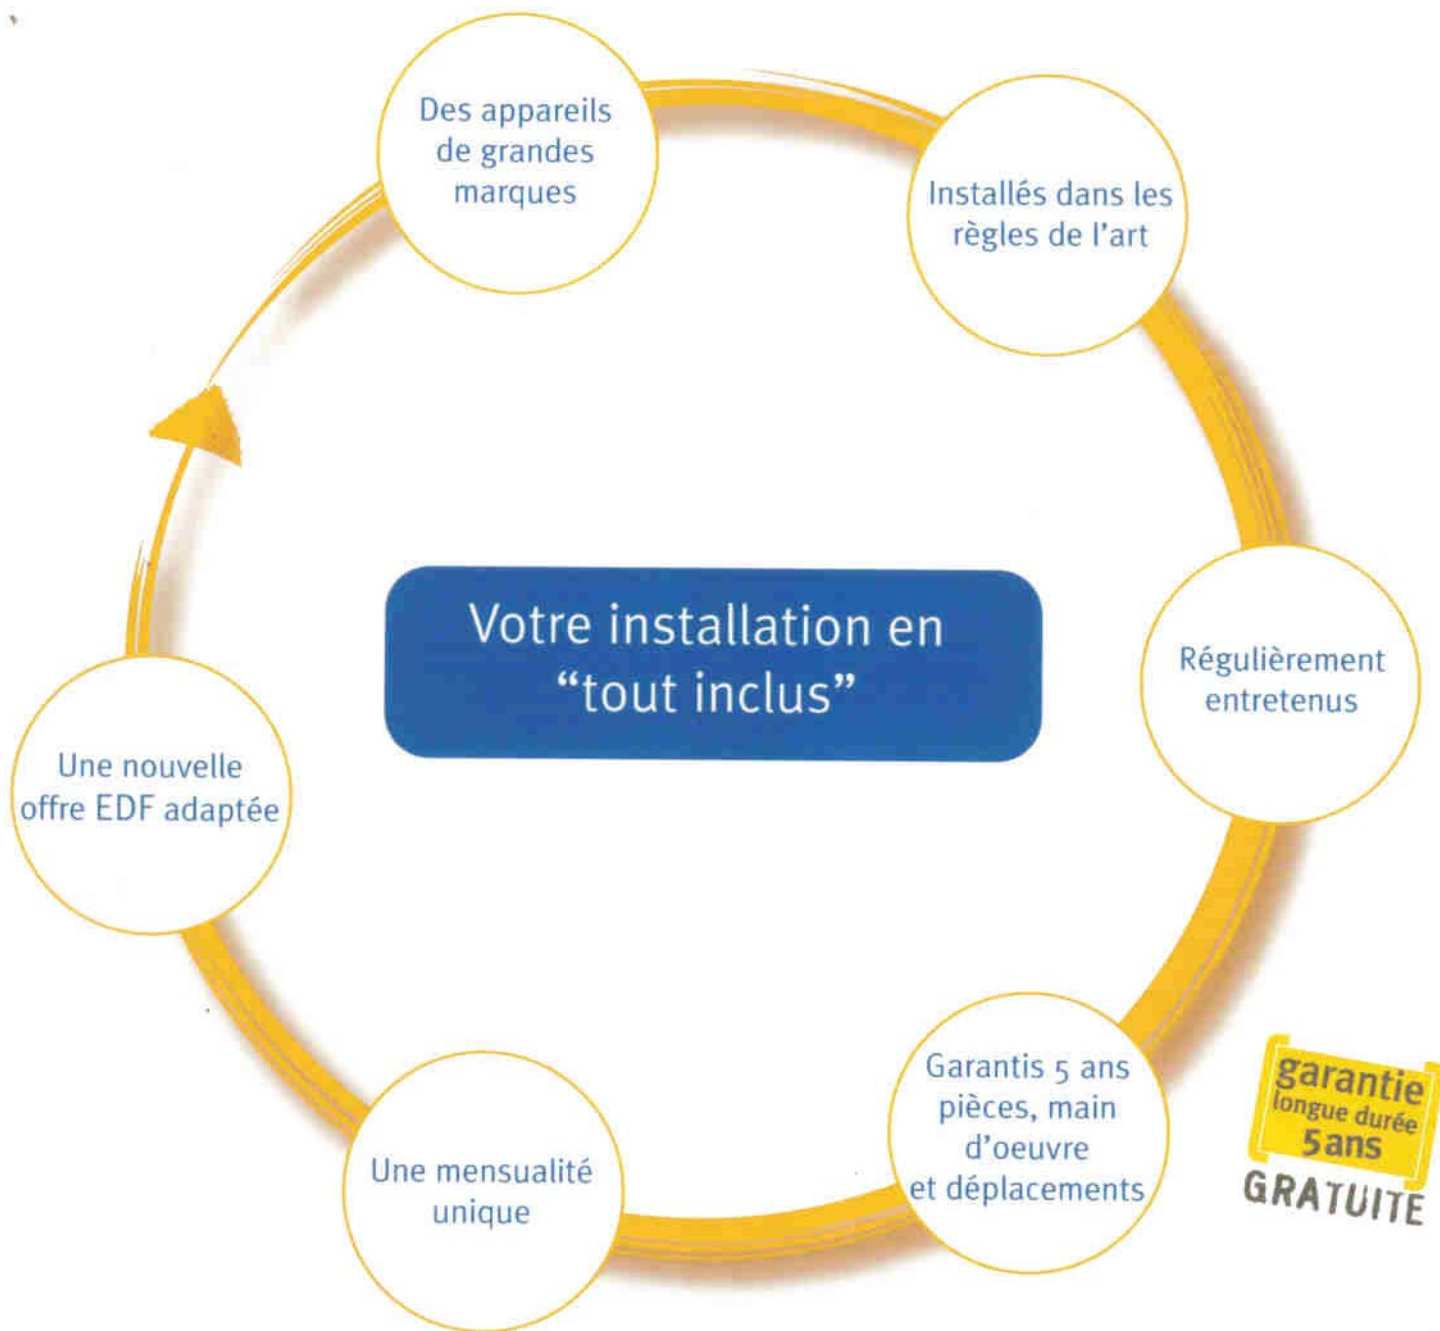 Des appareils
de grandes
marques
Installés dans les
règles de l'art
Régulièrement
entretenus
Garantis 5 ans
pièces, main
d'oeuvre
et déplacements
garantie
longue durée
5 ans
GRATUITE
Une mensualité
unique
Une nouvelle
offre EDF adaptée
Votre installation en
“tout inclus”